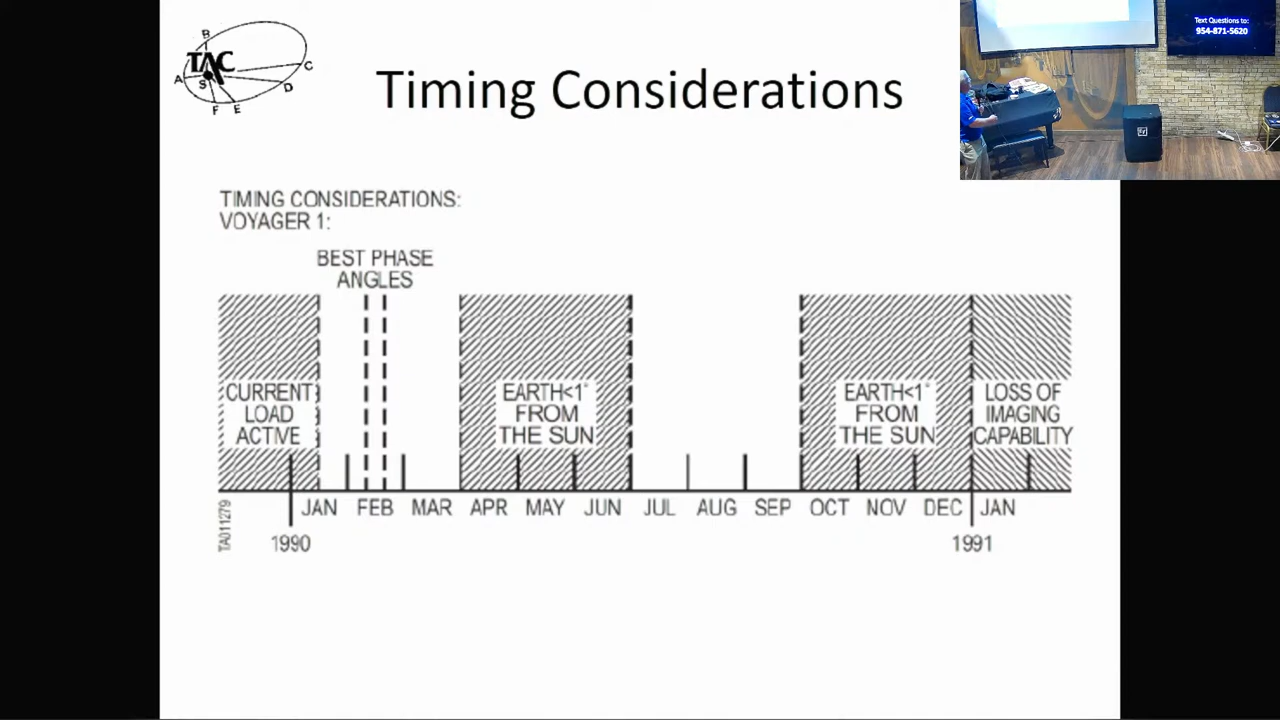 B
TAC
A
S
C
D
F
E
Timing Considerations
Text Questions to:
954-871-5620
TIMING CONSIDERATIONS:
VOYAGER 1:
BEST PHASE
ANGLES
CURRENT
LOAD
ACTIVE
EARTH<1°
FROM
THE SUN
EARTH<1°
FROM
THE SUN
LOSS OF
IMAGING
CAPABILITY
JAN FEB MAR APR MAY JUN JUL AUG SEP OCT NOV DEC JAN
1990 1991
TA011279